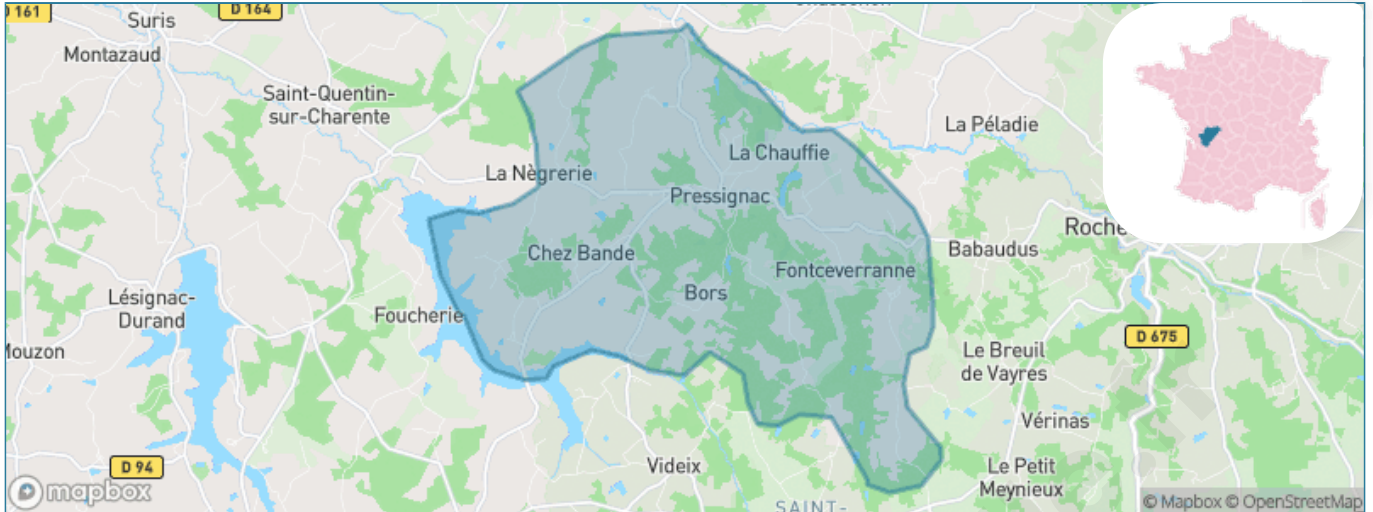 D 161
D 164
Suris
Montazaud
Saint-Quentin-
sur-Charente
La Péladie
La Chauffie
La Nègrerie
Pressignac
Roche
Babaudus
Chez Bande
Fontceverranne
Bors
Lésignac-
Durand
Foucherie
Mouzon
D 675
Le Breuil
de Vayres
Vérinas
D 94
Videix
Le Petit
Meynieux
SAINT-
mapbox
© Mapbox © OpenStreetMap